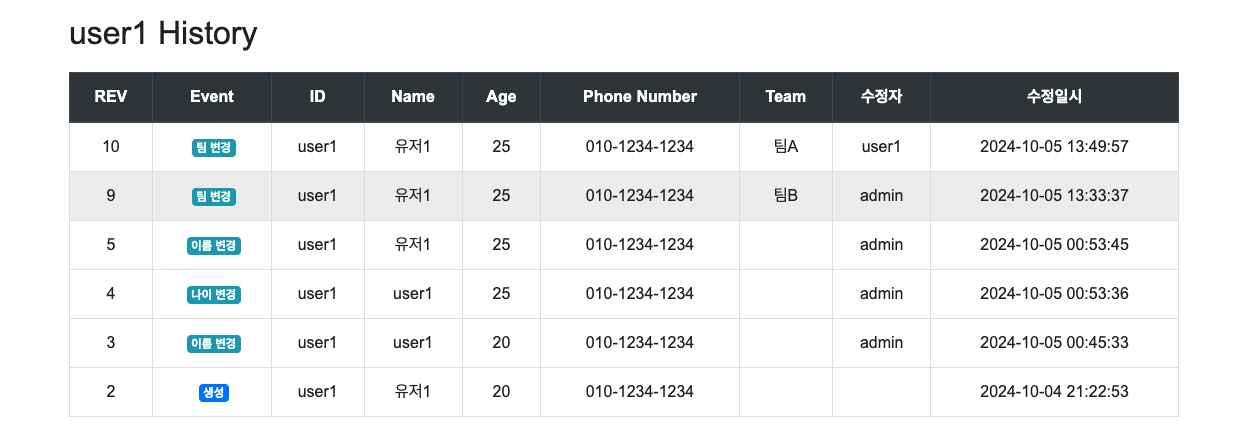 user1 History
REV Event ID Name Age Phone Number Team 수정자 수정일시
10 팀 변경 user1 유저1 25 010-1234-1234 팀A user1 2024-10-05 13:49:57
9 팀 변경 user1 유저1 25 010-1234-1234 팀B admin 2024-10-05 13:33:37
5 이름 변경 user1 유저1 25 010-1234-1234 admin 2024-10-05 00:53:45
4 나이 변경 user1 user1 25 010-1234-1234 admin 2024-10-05 00:53:36
3 이름 변경 user1 user1 20 010-1234-1234 admin 2024-10-05 00:45:33
2 생성 user1 유저1 20 010-1234-1234 2024-10-04 21:22:53